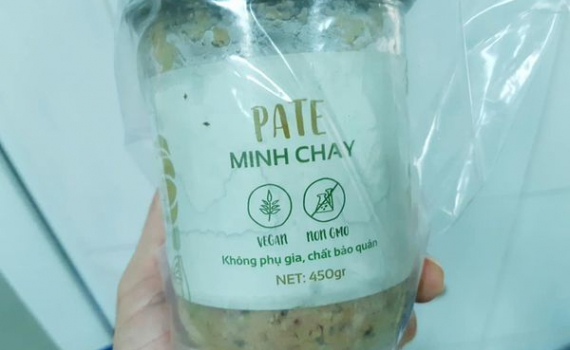 PATE
MINH CHAY
VEGAN NON GMO
Không phụ gia, chất bảo quản
NET: 450gr